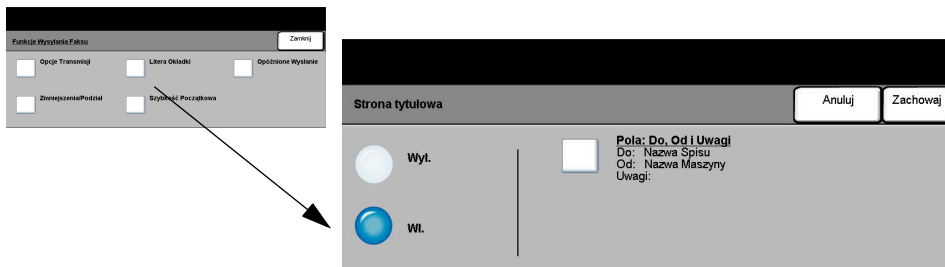 Funkcje Wysyłania Faksu
Zamknij
Opcje Transmisji
Litera Okładki
Opóźnione Wysłanie
Zmniejszenia/Podział
Szybkość Początkowa
Strona tytułowa
Anuluj
Zachowaj
Wył.
Wł.
Pola: Do, Od i Uwagi
Do: Nazwa Spisu
Od: Nazwa Maszyny
Uwagi: